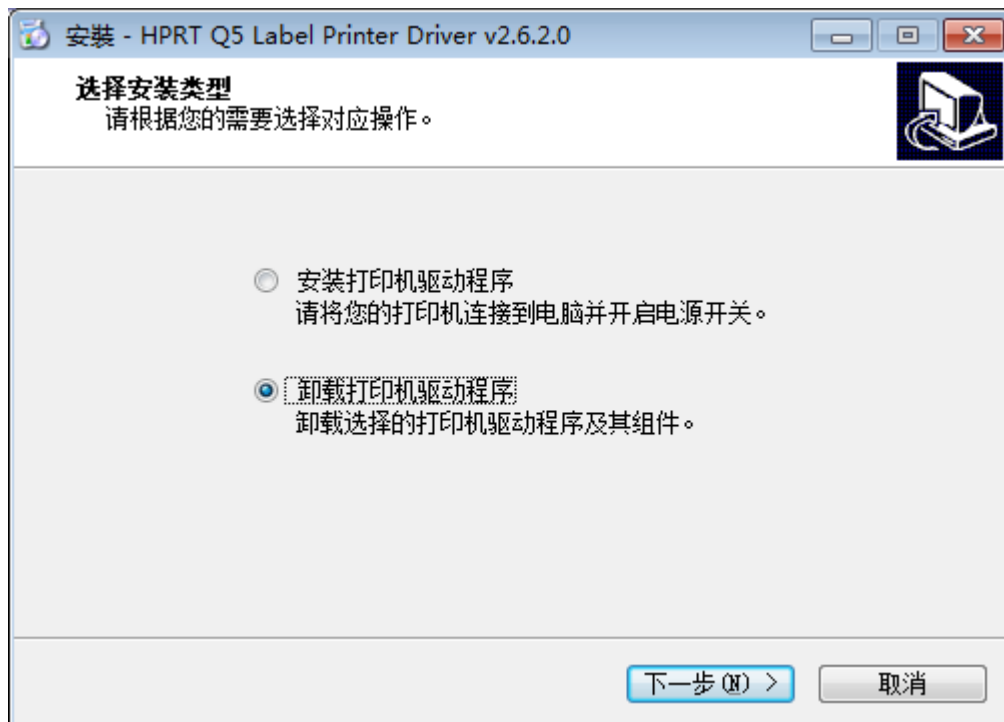 安裝 - HPRT Q5 Label Printer Driver v2.6.2.0
选择安装类型
请根据您的需要选择对应操作。
安装打印机驱动程序
请将您的打印机连接到电脑并开启电源开关。
卸载打印机驱动程序
卸载选择的打印机驱动程序及其组件。
下一步(N) >
取消